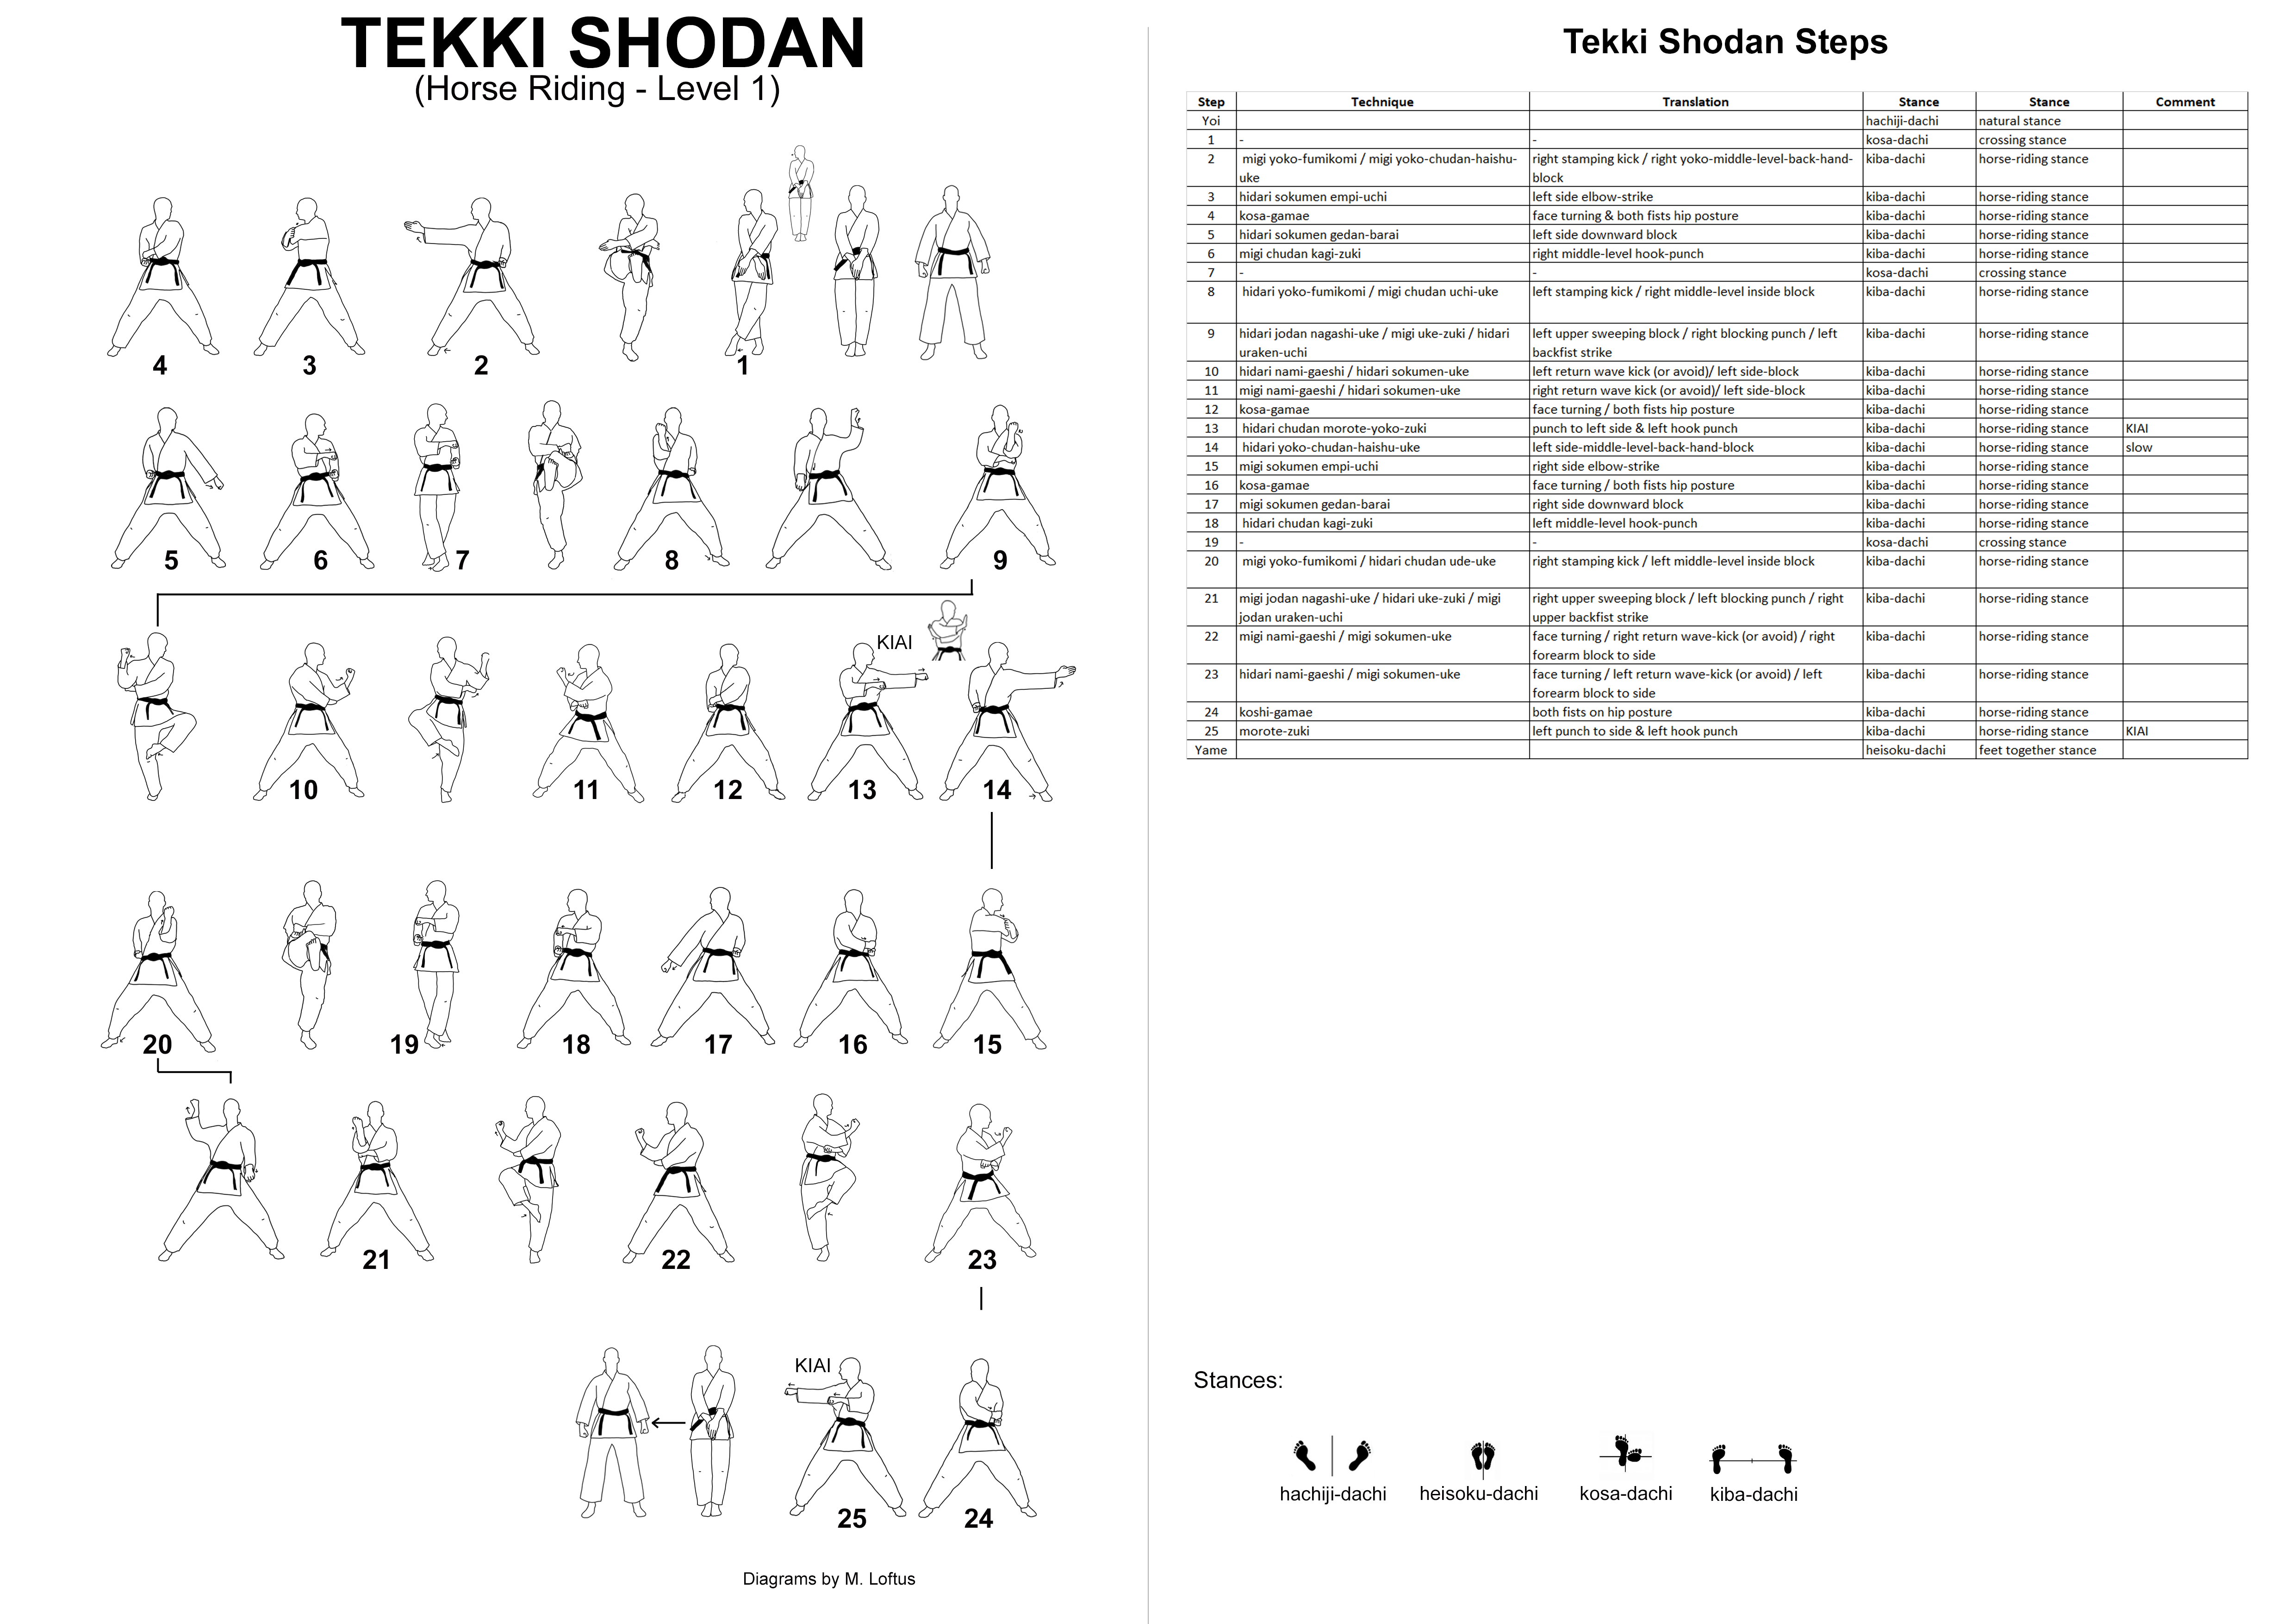 TEKKI SHODAN
(Horse Riding - Level 1)
4 3 2 1
5 6 7 8 9
KIAI
10 11 12 13 14
20 19 18 17 16 15
21 22 23
KIAI
25 24
Diagrams by M. Loftus
Tekki Shodan Steps
Step Technique Translation Stance Stance Comment
Yoi hachiji-dachi natural stance
1 - - kosa-dachi crossing stance
2 migi yoko-fumikomi / migi yoko-chudan-haishu- right stamping kick / right yoko-middle-level-back-hand- kiba-dachi horse-riding stance
uke block
3 hidari sokumen empi-uchi left side elbow-strike kiba-dachi horse-riding stance
4 kosa-gamae face turning & both fists hip posture kiba-dachi horse-riding stance
5 hidari sokumen gedan-barai left side downward block kiba-dachi horse-riding stance
6 migi chudan kagi-zuki right middle-level hook-punch kiba-dachi horse-riding stance
7 - - kosa-dachi crossing stance
8 hidari yoko-fumikomi / migi chudan uchi-uke left stamping kick / right middle-level inside block kiba-dachi horse-riding stance
9 hidari jodan nagashi-uke / migi uke-zuki / hidari left upper sweeping block / right blocking punch / left kiba-dachi horse-riding stance
uraken-uchi backfist strike
10 hidari nami-gaeshi / hidari sokumen-uke left return wave kick (or avoid)/ left side-block kiba-dachi horse-riding stance
11 migi nami-gaeshi / hidari sokumen-uke right return wave kick (or avoid)/ left side-block kiba-dachi horse-riding stance
12 kosa-gamae face turning / both fists hip posture kiba-dachi horse-riding stance
13 hidari chudan morote-yoko-zuki punch to left side & left hook punch kiba-dachi horse-riding stance KIAI
14 hidari yoko-chudan-haishu-uke left side-middle-level-back-hand-block kiba-dachi horse-riding stance slow
15 migi sokumen empi-uchi right side elbow-strike kiba-dachi horse-riding stance
16 kosa-gamae face turning / both fists hip posture kiba-dachi horse-riding stance
17 migi sokumen gedan-barai right side downward block kiba-dachi horse-riding stance
18 hidari chudan kagi-zuki left middle-level hook-punch kiba-dachi horse-riding stance
19 - - kosa-dachi crossing stance
20 migi yoko-fumikomi / hidari chudan ude-uke right stamping kick / left middle-level inside block kiba-dachi horse-riding stance
21 migi jodan nagashi-uke / hidari uke-zuki / migi right upper sweeping block / left blocking punch / right kiba-dachi horse-riding stance
jodan uraken-uchi upper backfist strike
22 migi nami-gaeshi / migi sokumen-uke face turning / right return wave-kick (or avoid) / right kiba-dachi horse-riding stance
forearm block to side
23 hidari nami-gaeshi / migi sokumen-uke face turning / left return wave-kick (or avoid) / left kiba-dachi horse-riding stance
forearm block to side
24 koshi-gamae both fists on hip posture kiba-dachi horse-riding stance
25 morote-zuki left punch to side & left hook punch kiba-dachi horse-riding stance KIAI
Yame heisoku-dachi feet together stance
Stances:
hachiji-dachi heisoku-dachi kosa-dachi kiba-dachi